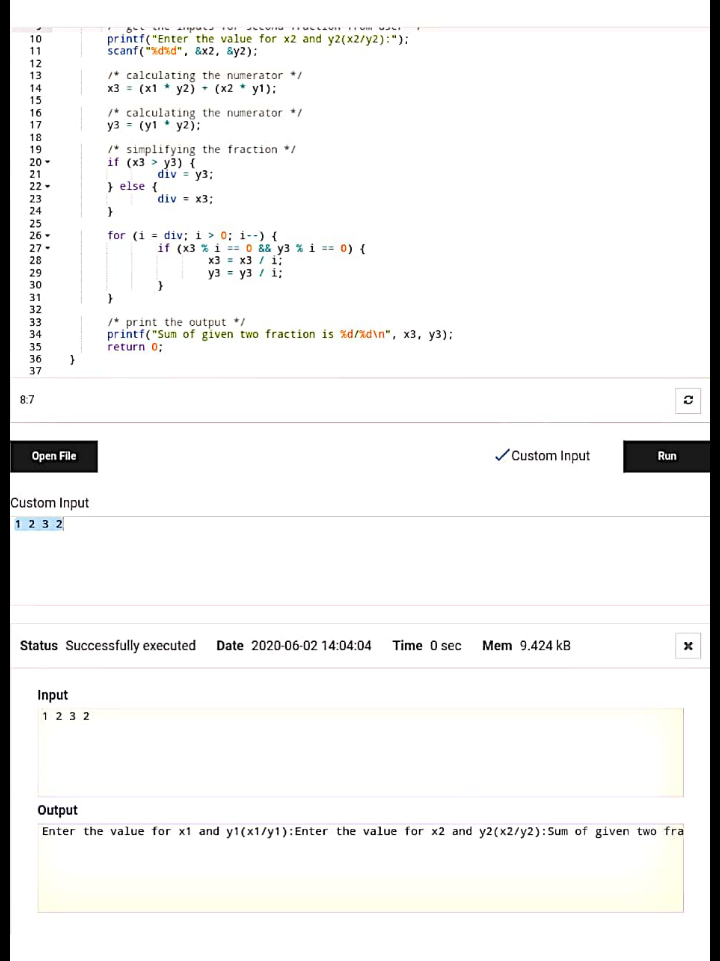 10 printf("Enter the value for x2 and y2(x2/y2):");
11 scanf("%d%d", &x2, &y2);
12
13 /* calculating the numerator */
14 x3 = (x1 * y2) + (x2 * y1);
15
16 /* calculating the numerator */
17 y3 = (y1 * y2);
18
19 /* simplifying the fraction */
20 if (x3 > y3) {
21 div = y3;
22 } else {
23 div = x3;
24 }
25
26 for (i = div; i > 0; i--) {
27 if (x3 % i == 0 && y3 % i == 0) {
28 x3 = x3 / i;
29 y3 = y3 / i;
30 }
31 }
32
33 /* print the output */
34 printf("Sum of given two fraction is %d/%d\n", x3, y3);
35 return 0;
36 }
37
8:7
Open File Custom Input Run
Custom Input
1 2 3 2
Status Successfully executed Date 2020-06-02 14:04:04 Time 0 sec Mem 9.424 kB
Input
1 2 3 2
Output
Enter the value for x1 and y1(x1/y1):Enter the value for x2 and y2(x2/y2):Sum of given two fra